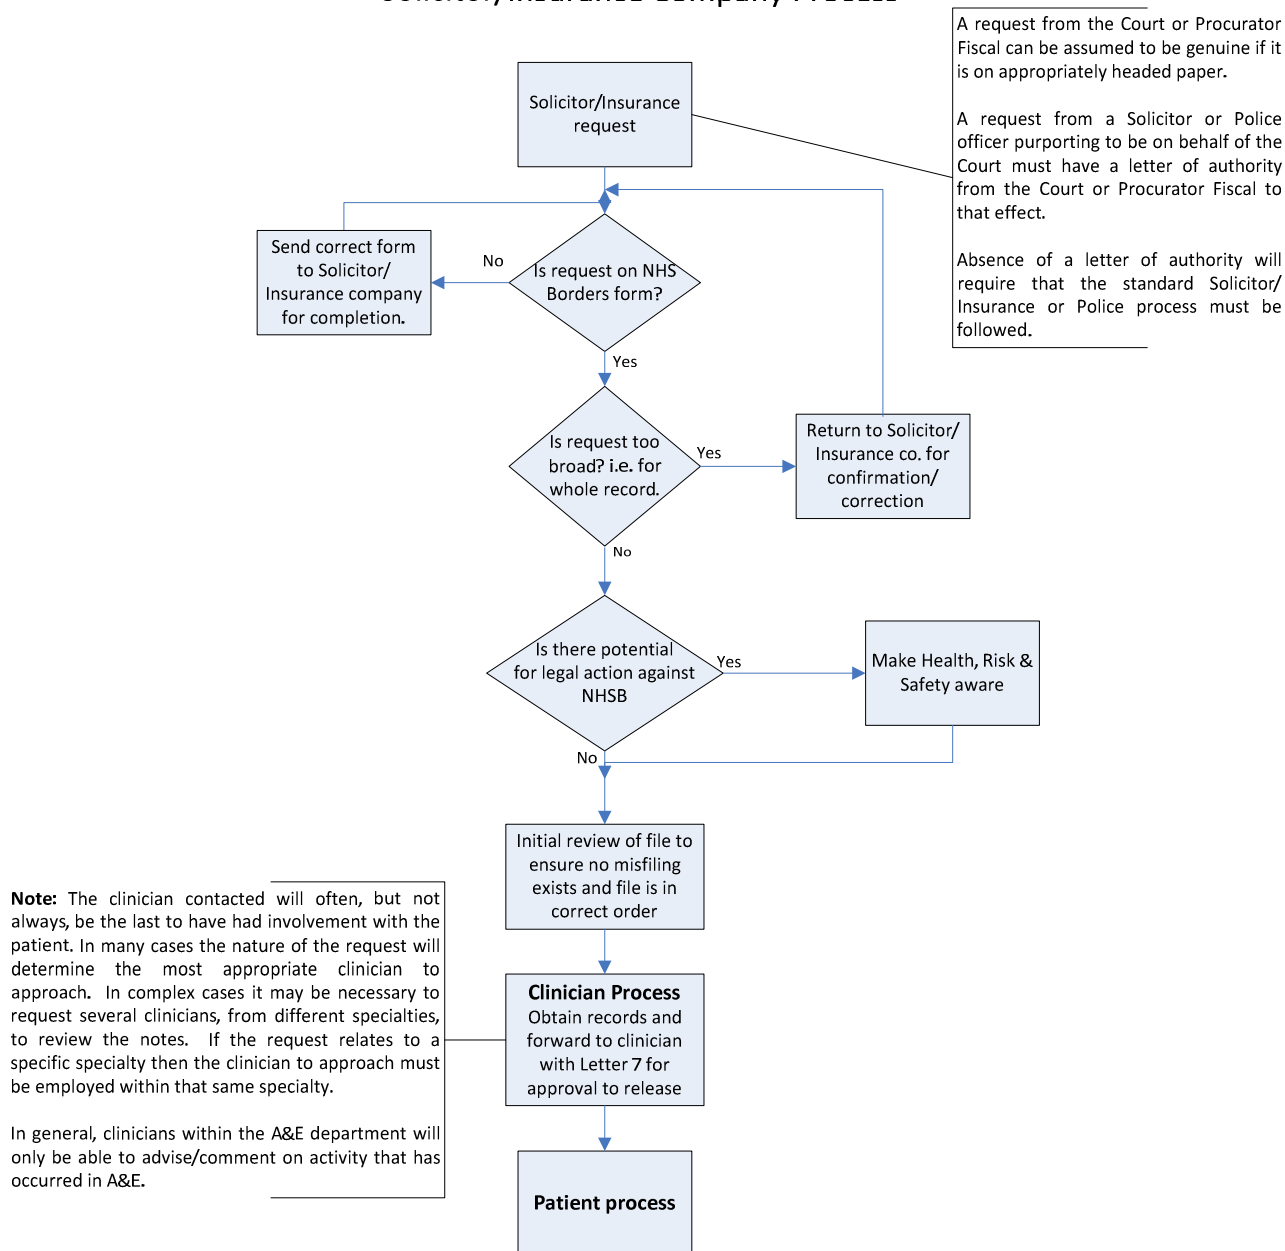 Solicitor/Insurance Company Process
A request from the Court or Procurator
Fiscal can be assumed to be genuine if it
is on appropriately headed paper.
A request from a Solicitor or Police
officer purporting to be on behalf of the
Court must have a letter of authority
from the Court or Procurator Fiscal to
that effect.
Absence of a letter of authority will
require that the standard Solicitor/
Insurance or Police process must be
followed.
Solicitor/Insurance
request
Send correct form
to Solicitor/
Insurance company
for completion.
No
Is request on NHS
Borders form?
Yes
Is request too
broad? i.e. for
whole record.
Yes
Return to Solicitor/
Insurance co. for
confirmation/
correction
No
Is there potential
for legal action against
NHSB
Yes
Make Health, Risk &
Safety aware
No
Initial review of file to
ensure no misfiling
exists and file is in
correct order
Note: The clinician contacted will often, but not
always, be the last to have had involvement with the
patient. In many cases the nature of the request will
determine the most appropriate clinician to
approach. In complex cases it may be necessary to
request several clinicians, from different specialties,
to review the notes. If the request relates to a
specific specialty then the clinician to approach must
be employed within that same specialty.
In general, clinicians within the A&E department will
only be able to advise/comment on activity that has
occurred in A&E.
Clinician Process
Obtain records and
forward to clinician
with Letter 7 for
approval to release
Patient process